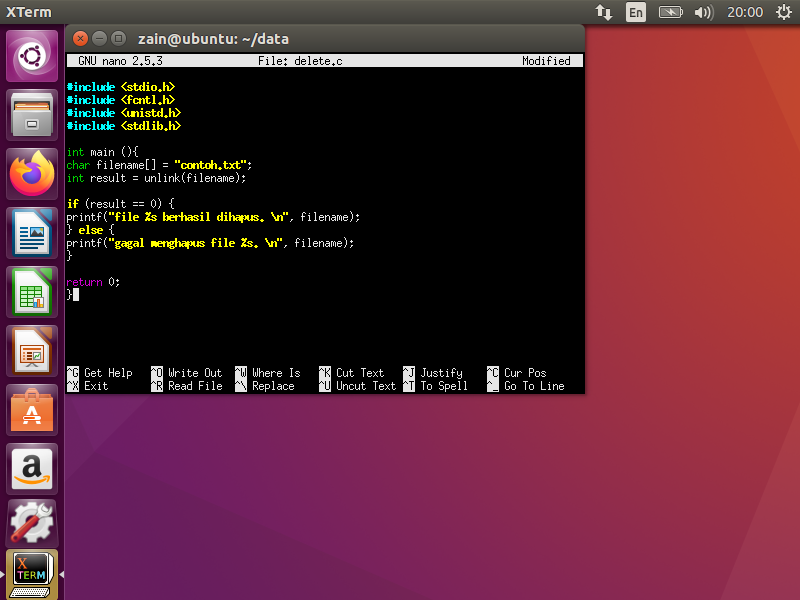 XTerm
En
20:00
zain@ubuntu: ~/data
GNU nano 2.5.3 File: delete.c Modified
#include <stdio.h>
#include <fcntl.h>
#include <unistd.h>
#include <stdlib.h>
int main (){
char filename[] = "contoh.txt";
int result = unlink(filename);
if (result == 0) {
printf("file %s berhasil dihapus. \n", filename);
} else {
printf("gagal menghapus file %s. \n", filename);
}
return 0;
}
^G Get Help ^O Write Out ^W Where Is ^K Cut Text ^J Justify ^C Cur Pos
^X Exit ^R Read File ^\ Replace ^U Uncut Text ^T To Spell ^_ Go To Line
A
a
X
TERM